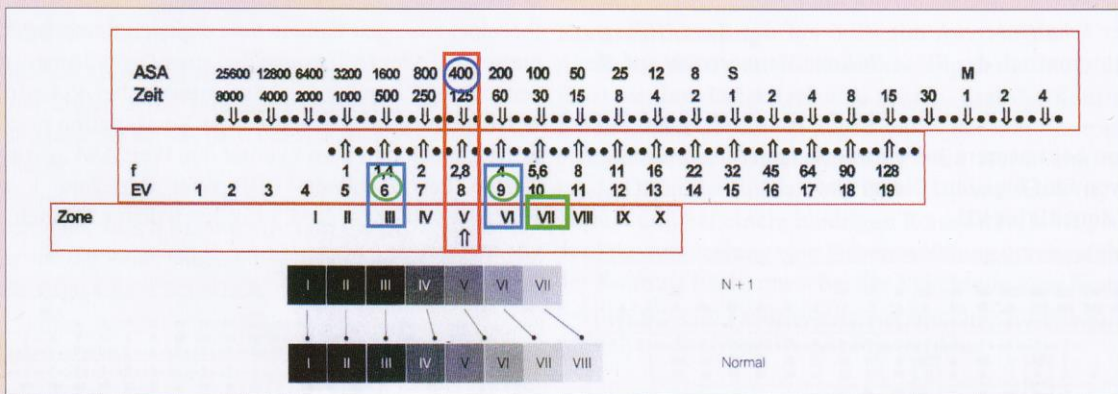 ASA 25600 12800 6400 3200 1600 800 400 200 100 50 25 12 8 S M
Zeit 8000 4000 2000 1000 500 250 125 60 30 15 8 4 2 1 2 4 8 15 30 1 2 4
f 1 1,4 2 2,8 4 5,6 8 11 16 22 32 45 64 90 128
EV 1 2 3 4 5 6 7 8 9 10 11 12 13 14 15 16 17 18 19
Zone I II III IV V VI VII VIII IX X
I II III IV V VI VII N + 1
I II III IV V VI VII VIII Normal